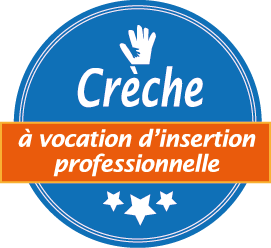 Crèche
à vocation d'insertion
professionnelle